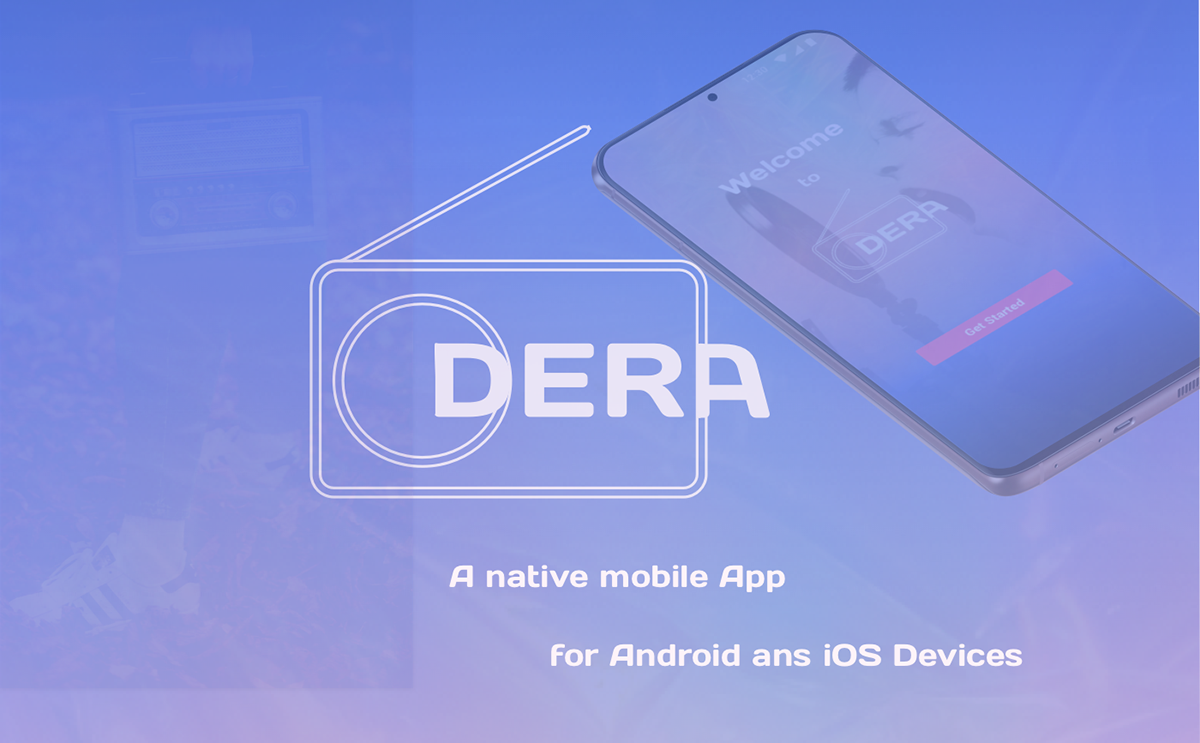 Welcome
to
DERA
Get Started
DERA
A native mobile App
for Android ans iOS Devices